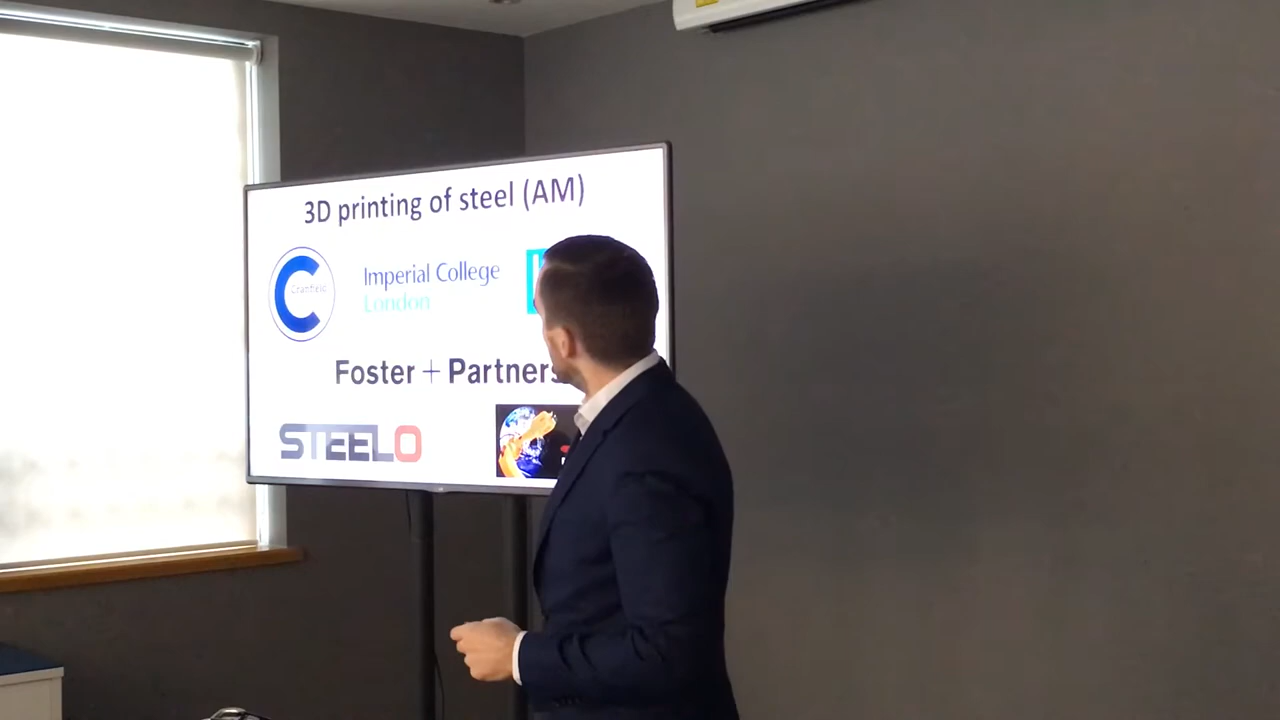 3D printing of steel (AM)
Cranfield
Imperial College
London
Foster + Partners
STEELO